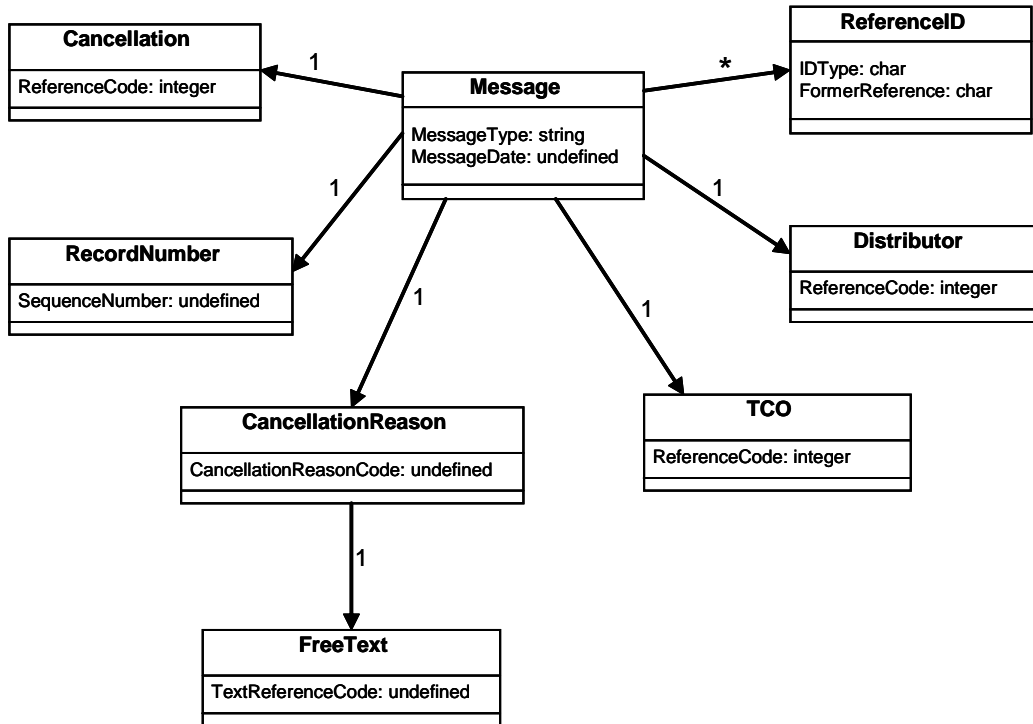 Cancellation
ReferenceCode: integer
1
Message
MessageType: string
MessageDate: undefined
*
ReferenceID
IDType: char
FormerReference: char
1
RecordNumber
SequenceNumber: undefined
1
Distributor
ReferenceCode: integer
1
CancellationReason
CancellationReasonCode: undefined
1
TCO
ReferenceCode: integer
1
FreeText
TextReferenceCode: undefined